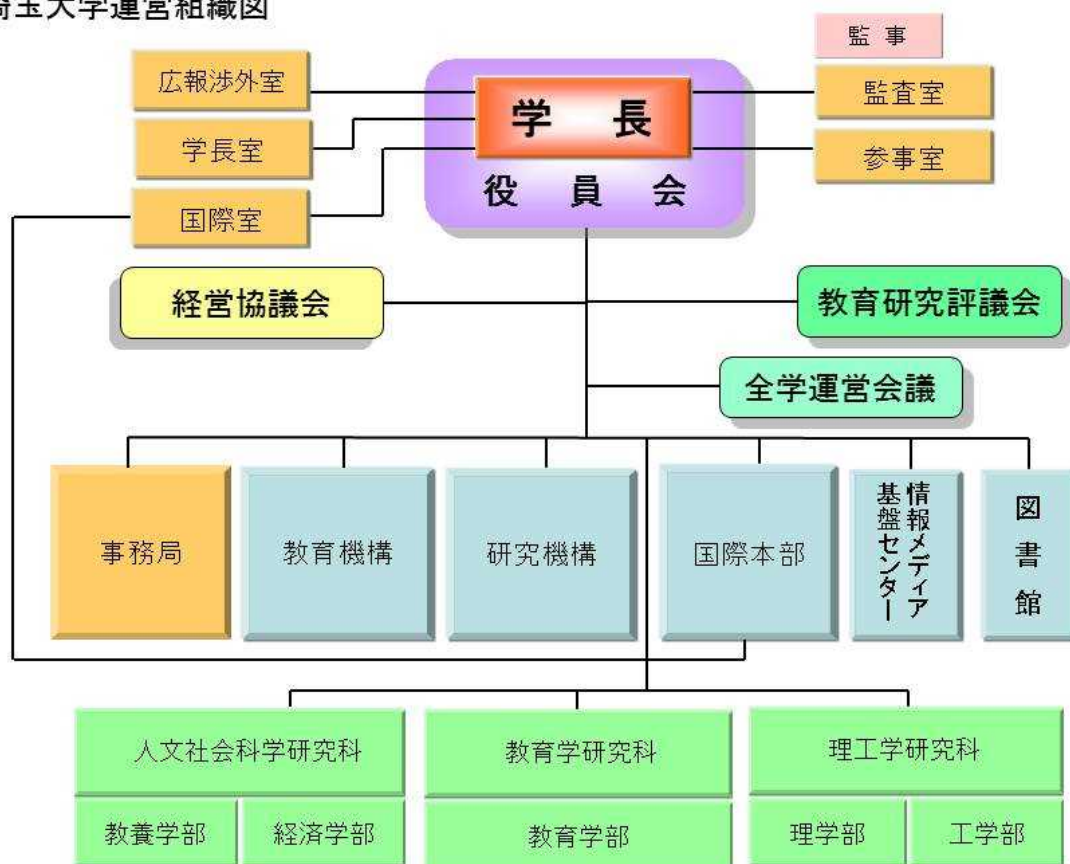 埼玉大学運営組織図
監 事
広報渉外室
学 長
監査室
学長室
参事室
役 員 会
国際室
経営協議会
教育研究評議会
全学運営会議
事務局
教育機構
研究機構
国際本部
情報メディア
基盤センター
図書館
人文社会科学研究科
教育学研究科
理工学研究科
教養学部
経済学部
教育学部
理学部
工学部